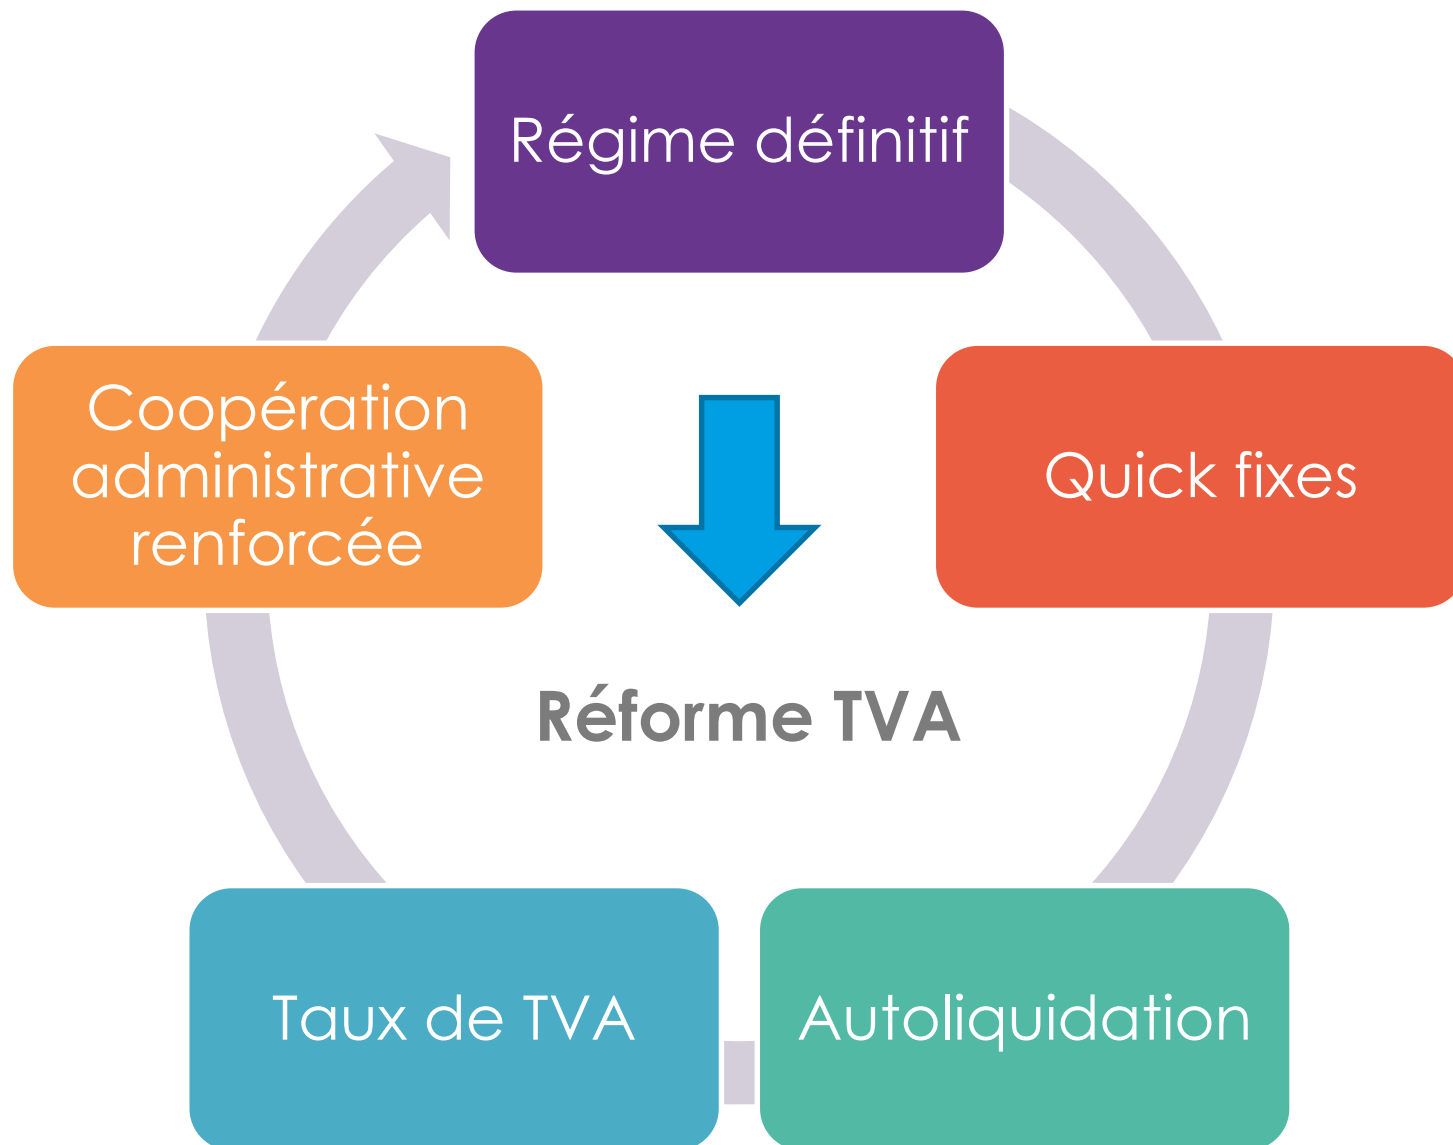 Régime définitif
Coopération
administrative
renforcée
Quick fixes
Réforme TVA
Taux de TVA
Autoliquidation